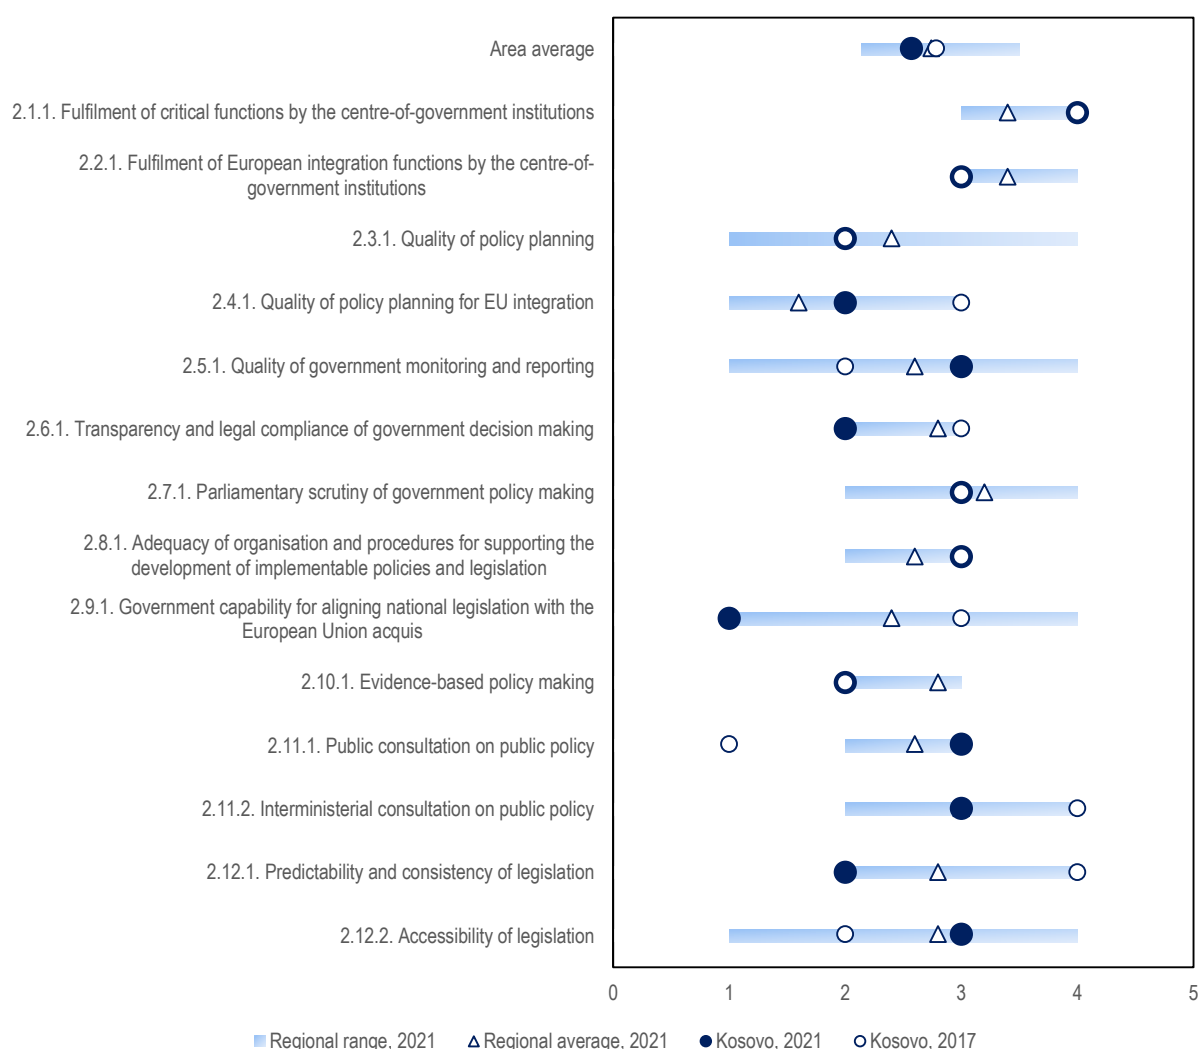 Area average
2.1.1. Fulfilment of critical functions by the centre-of-government institutions
2.2.1. Fulfilment of European integration functions by the centre-of-
government institutions
2.3.1. Quality of policy planning
2.4.1. Quality of policy planning for EU integration
2.5.1. Quality of government monitoring and reporting
2.6.1. Transparency and legal compliance of government decision making
2.7.1. Parliamentary scrutiny of government policy making
2.8.1. Adequacy of organisation and procedures for supporting the
development of implementable policies and legislation
2.9.1. Government capability for aligning national legislation with the
European Union acquis
2.10.1. Evidence-based policy making
2.11.1. Public consultation on public policy
2.11.2. Interministerial consultation on public policy
2.12.1. Predictability and consistency of legislation
2.12.2. Accessibility of legislation
0 1 2 3 4 5
Regional range, 2021 Regional average, 2021 Kosovo, 2021 Kosovo, 2017